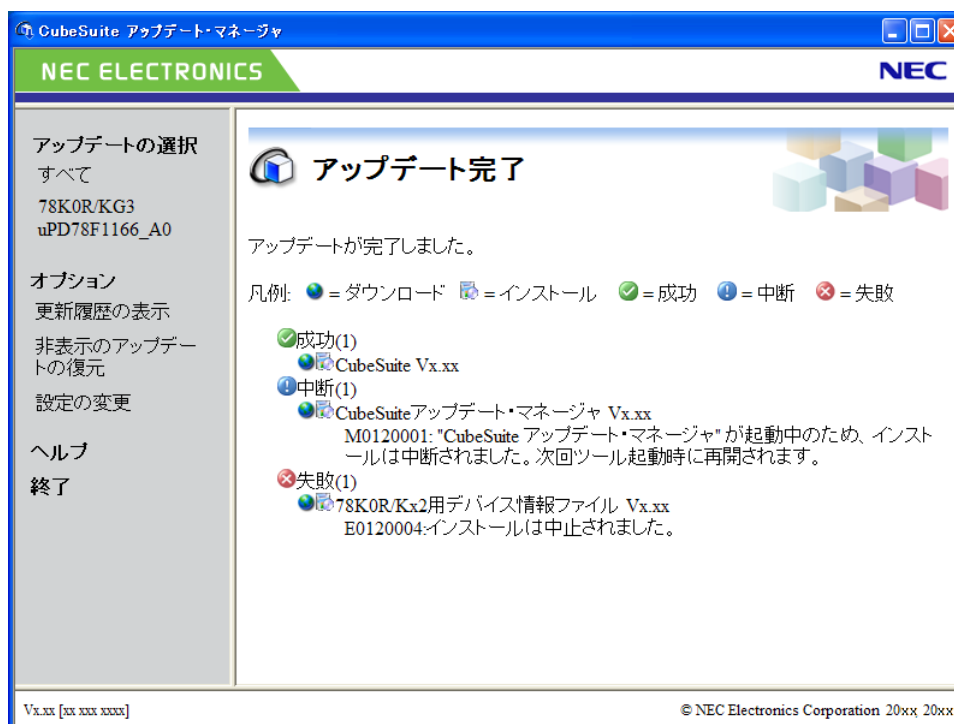 CubeSuite アップデート・マネージャ
NEC ELECTRONICS
NEC
アップデートの選択
すべて
78K0R/KG3
uPD78F1166_A0
オプション
更新履歴の表示
非表示のアップデー
トの復元
設定の変更
ヘルプ
終了
アップデート完了
アップデートが完了しました。
凡例: = ダウンロード = インストール = 成功 = 中断 = 失敗
成功(1)
CubeSuite Vx.xx
中断(1)
CubeSuiteアップデート・マネージャ Vx.xx
M0120001: "CubeSuite アップデート・マネージャ" が起動中のため、インスト
ールは中断されました。次回ツール起動時に再開されます。
失敗(1)
78K0R/Kx2用デバイス情報ファイル Vx.xx
E0120004:インストールは中止されました。
Vx.xx [xx xxx xxxx]
© NEC Electronics Corporation 20xx, 20xx